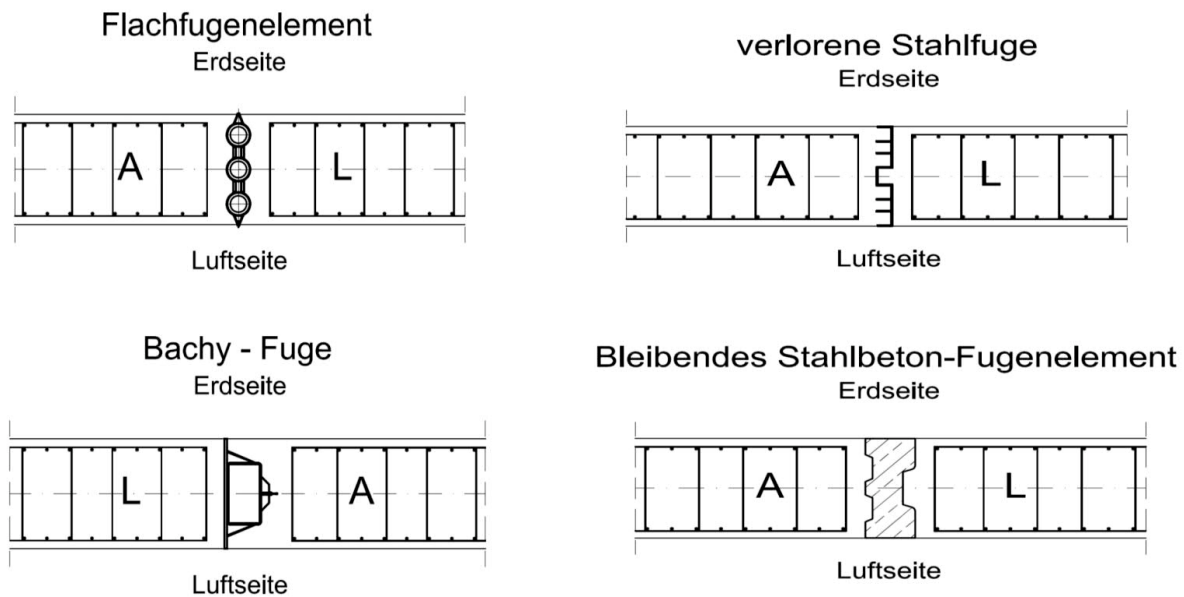 Flachfugenelement
Erdseite
A
L
Luftseite
verlorene Stahlfuge
Erdseite
A
L
Luftseite
Bachy - Fuge
Erdseite
L
A
Luftseite
Bleibendes Stahlbeton-Fugenelement
Erdseite
A
L
Luftseite